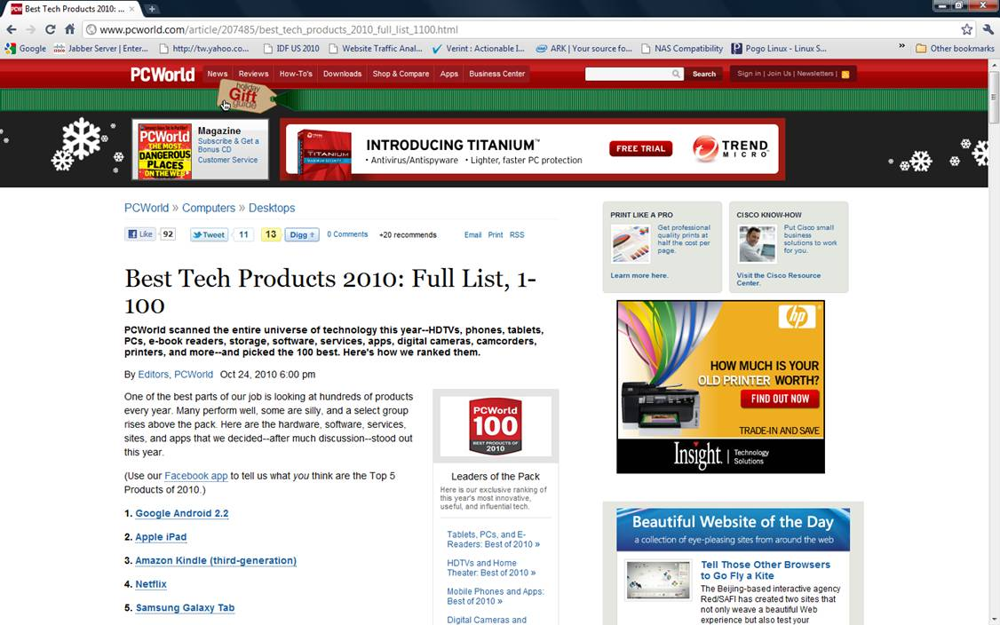 PCW Best Tech Products 2010: ...
www.pcworld.com/article/207485/best_tech_products_2010_full_list_1100.html
Google Jabber Server | Enter... http://tw.yahoo.co... IDF US 2010 Website Traffic Anal... Verint : Actionable I... ARK | Your source fo... NAS Compatibility Pogo Linux - Linux S... » Other bookmarks
PCWorld News Reviews How-To's Downloads Shop & Compare Apps Business Center Search Sign in | Join Us | Newsletters |
holiday
Gift
guide
PCWorld
THE MOST
DANGEROUS
PLACES
ON THE WEB
Magazine
Subscribe & Get a
Bonus CD
Customer Service
TITANIUM
INTRODUCING TITANIUM™
• Antivirus/Antispyware • Lighter, faster PC protection
FREE TRIAL
TREND
MICRO
PCWorld » Computers » Desktops
Like 92 Tweet 11 13 Digg 0 Comments +20 recommends Email Print RSS
Best Tech Products 2010: Full List, 1-
100
PCWorld scanned the entire universe of technology this year--HDTVs, phones, tablets,
PCs, e-book readers, storage, software, services, apps, digital cameras, camcorders,
printers, and more--and picked the 100 best. Here's how we ranked them.
By Editors, PCWorld Oct 24, 2010 6:00 pm
One of the best parts of our job is looking at hundreds of products
every year. Many perform well, some are silly, and a select group
rises above the pack. Here are the hardware, software, services,
sites, and apps that we decided--after much discussion--stood out
this year.
(Use our Facebook app to tell us what you think are the Top 5
Products of 2010.)
1. Google Android 2.2
2. Apple iPad
3. Amazon Kindle (third-generation)
4. Netflix
5. Samsung Galaxy Tab
PCWorld
100
BEST PRODUCTS OF
2010
Leaders of the Pack
Here is our exclusive ranking of
this year's most innovative,
useful, and influential tech.
Tablets, PCs, and E-
Readers: Best of 2010 »
HDTVs and Home
Theater: Best of 2010 »
Mobile Phones and Apps:
Best of 2010 »
Digital Cameras and
PRINT LIKE A PRO
Get professional
quality prints at
half the cost per
page.
Learn more here.
CISCO KNOW-HOW
Put Cisco small
business
solutions to work
for you.
Visit the Cisco Resource
Center.
hp
HOW MUCH IS YOUR
OLD PRINTER WORTH?
FIND OUT NOW
TRADE-IN AND SAVE
Insight. | Technology
Solutions
Beautiful Website of the Day
a collection of eye-pleasing sites from around the web
Tell Those Other Browsers
to Go Fly a Kite
The Beijing-based interactive agency
Red/SAFI has created two sites that
not only weave a beautiful Web
experience but also test your